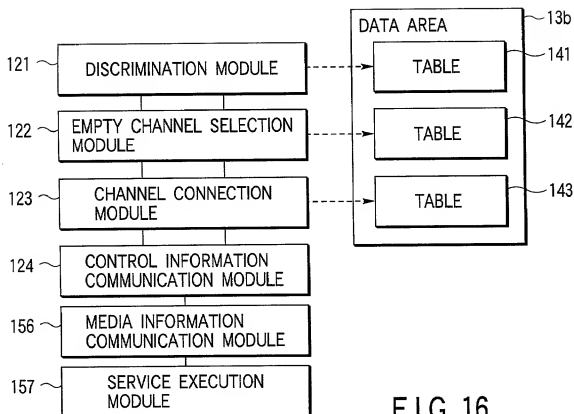 13b
DATA AREA
121
DISCRIMINATION MODULE
TABLE
141
122
EMPTY CHANNEL SELECTION
MODULE
TABLE
142
123
CHANNEL CONNECTION
MODULE
TABLE
143
124
CONTROL INFORMATION
COMMUNICATION MODULE
156
MEDIA INFORMATION
COMMUNICATION MODULE
157
SERVICE EXECUTION
MODULE
FIG. 16